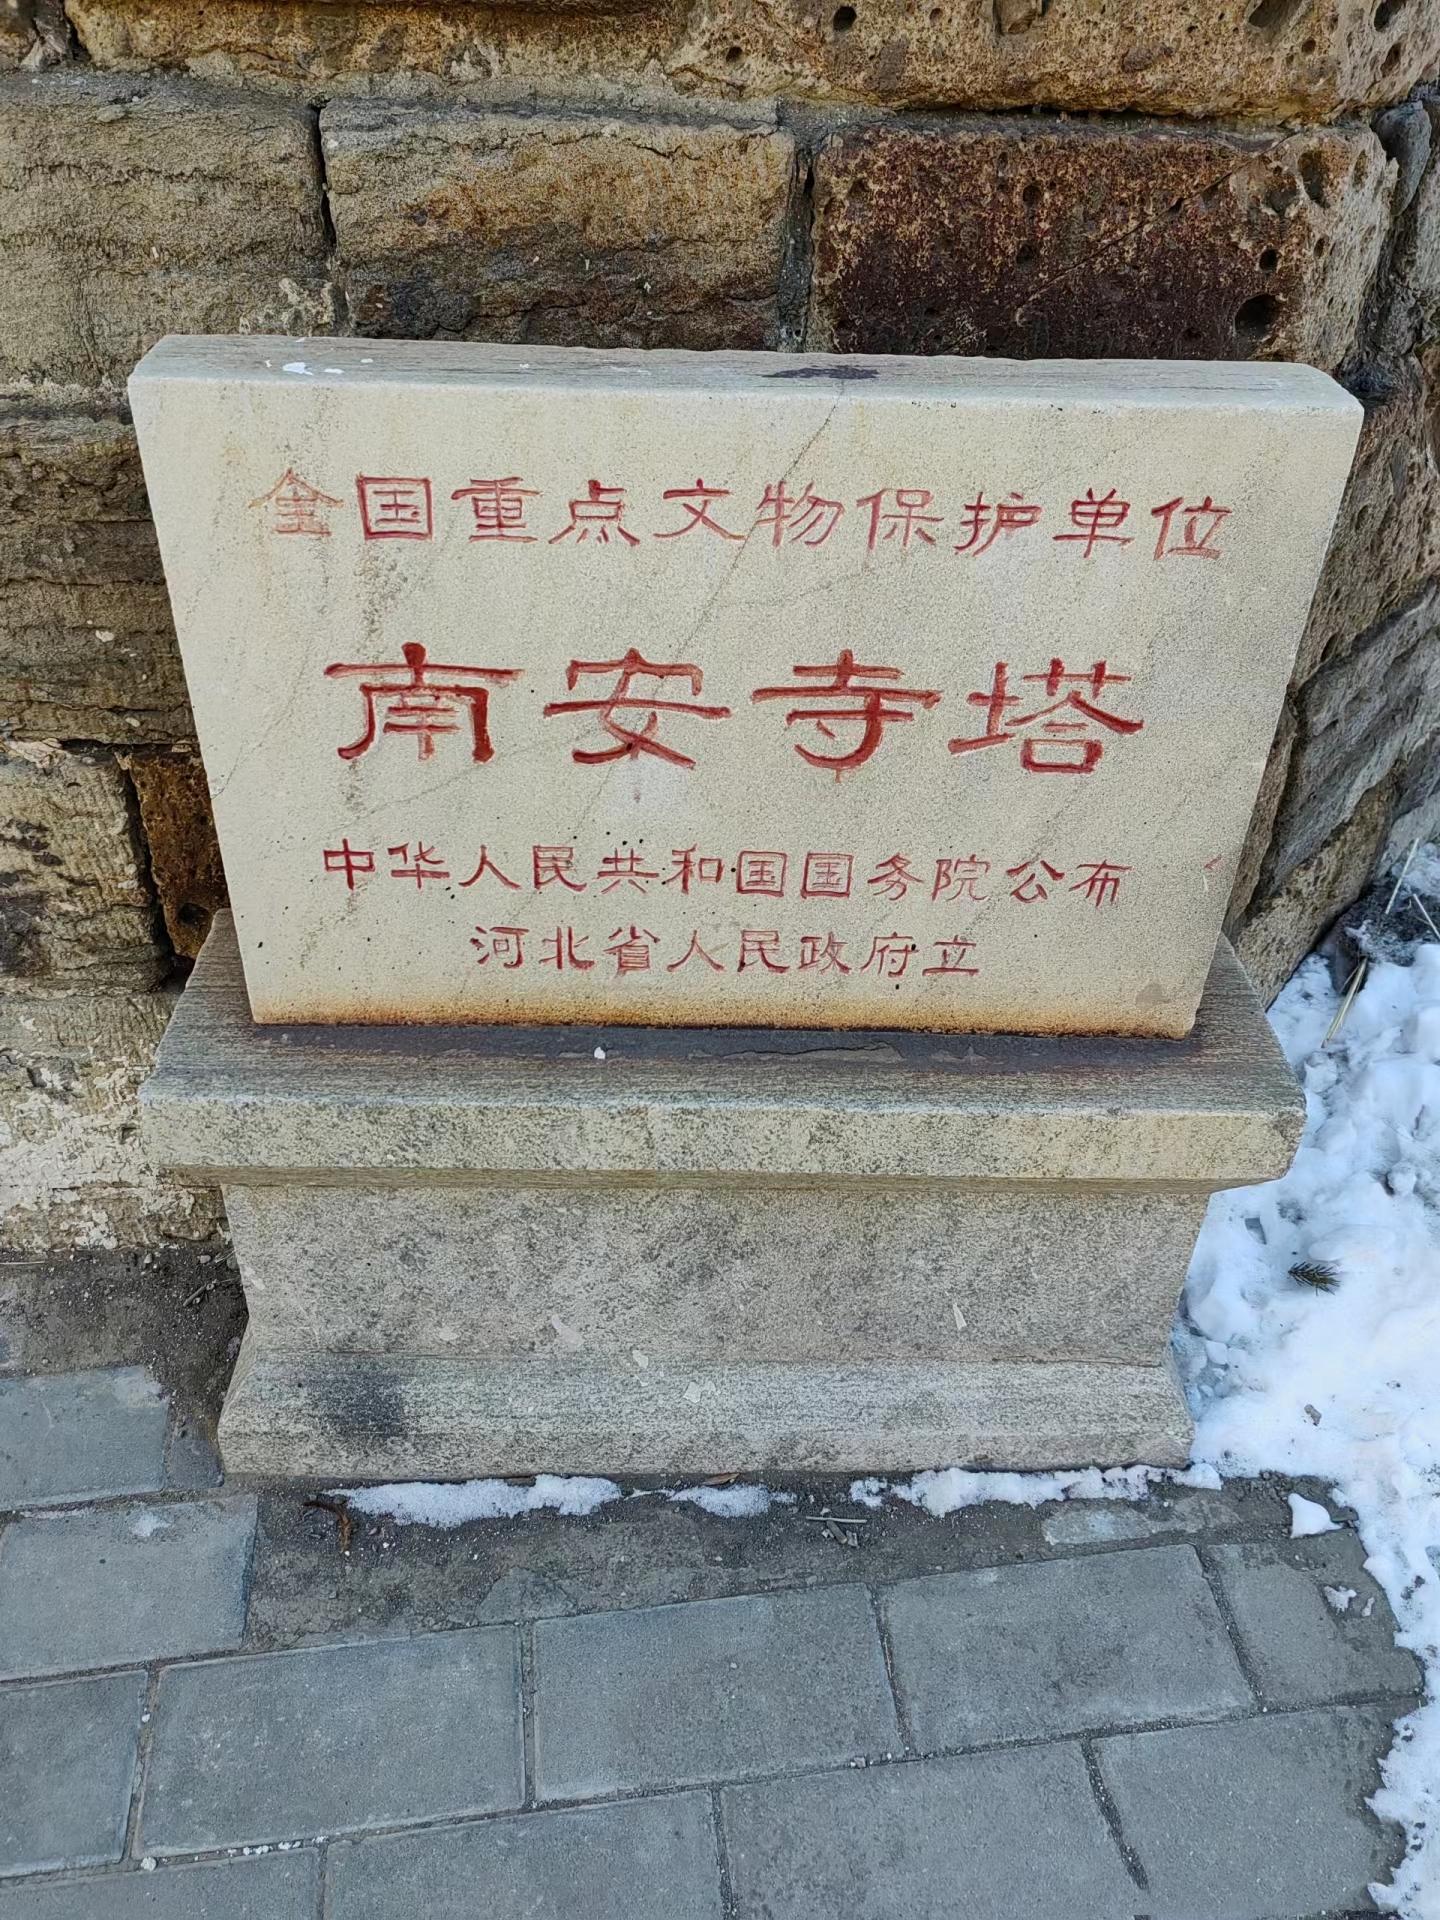 全国重点文物保护单位
南安寺塔
中华人民共和国国务院公布
河北省人民政府立